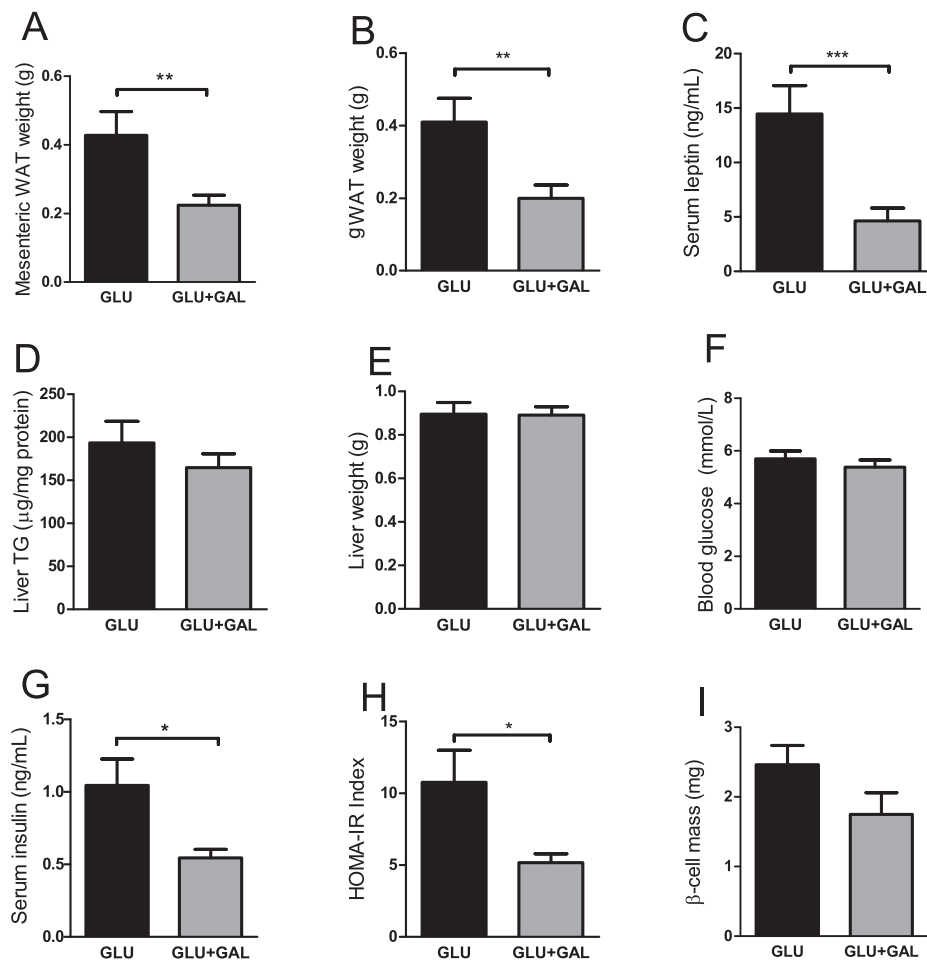 A
Mesenteric WAT weight (g)
0.6
0.4
0.2
0.0
**
GLU
GLU+GAL
B
gWAT weight (g)
0.6
0.4
0.2
0.0
**
GLU
GLU+GAL
C
Serum leptin (ng/mL)
20
15
10
5
0
***
GLU
GLU+GAL
D
Liver TG (μg/mg protein)
250
200
150
100
50
0
GLU
GLU+GAL
E
Liver weight (g)
1.0
0.8
0.6
0.4
0.2
0.0
GLU
GLU+GAL
F
Blood glucose (mmol/L)
8
6
4
2
0
GLU
GLU+GAL
G
Serum insulin (ng/mL)
1.5
1.0
0.5
0.0
*
GLU
GLU+GAL
H
HOMA-IR Index
15
10
5
0
*
GLU
GLU+GAL
I
β-cell mass (mg)
3
2
1
0
GLU
GLU+GAL